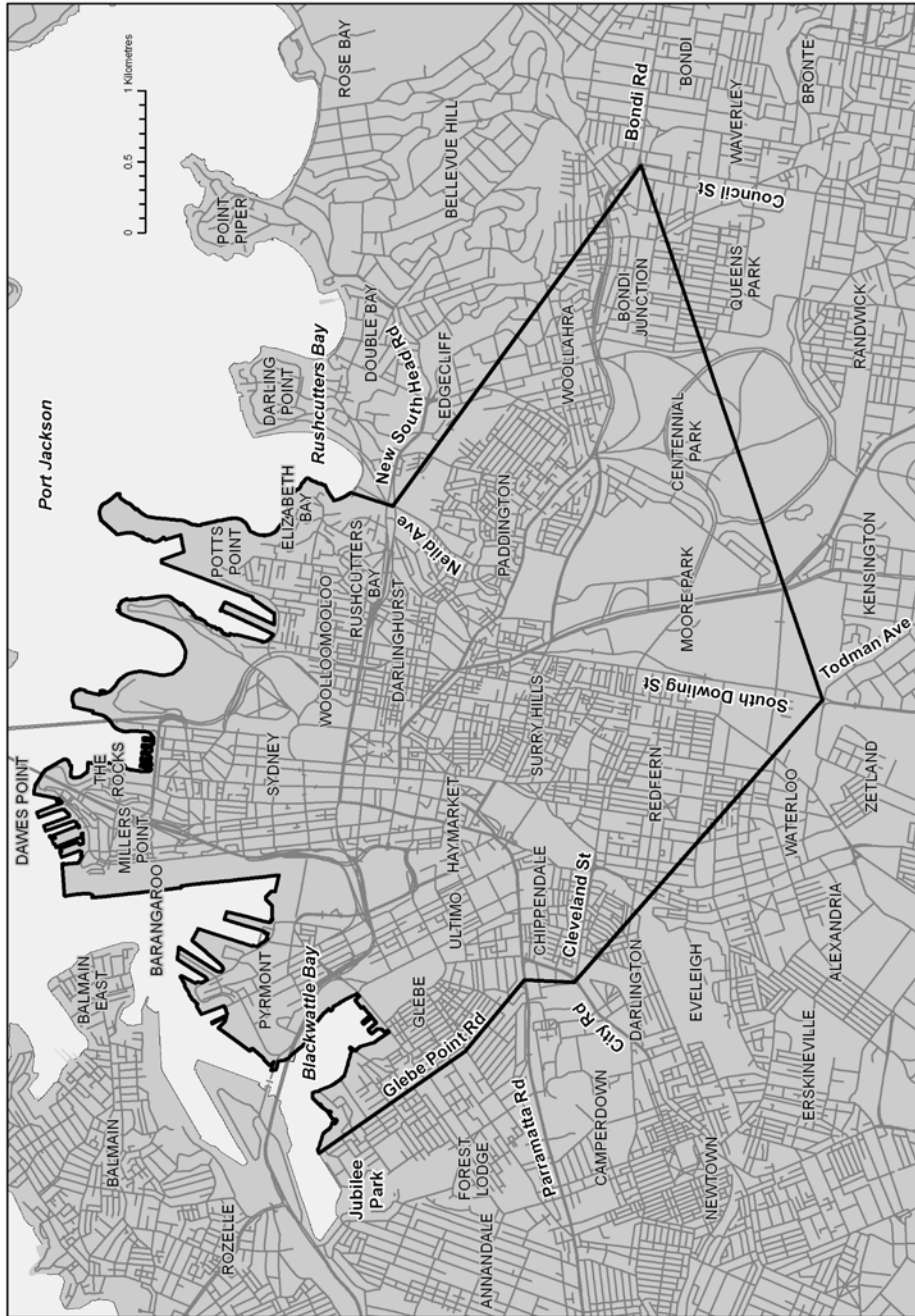 Port Jackson
DAWES POINT
THE
ROCKS
MILLERS
POINT
BARANGAROO
BALMAIN
EAST
BALMAIN
ROZELLE
PYRMONT
Blackwattle Bay
SYDNEY
WOOLLOOMOOLOO
POTTS
POINT
ELIZABETH
BAY
RUSHCUTTERS
BAY
DARLINGHURST
DARLING
POINT
Rushcutters Bay
POINT
PIPER
0 0.5 1 Kilometres
ROSE BAY
DOUBLE BAY
New South Head Rd
EDGECLIFF
BELLEVUE HILL
Neild Ave
PADDINGTON
WOOLLAHRA
Jubilee
Park
GLEBE
Glebe Point Rd
FOREST
LODGE
ANNANDALE
Parramatta Rd
ULTIMO
HAYMARKET
CHIPPENDALE
Cleveland St
SURRY HILLS
City Rd
CAMPERDOWN
DARLINGTON
EVELEIGH
NEWTOWN
ERSKINEVILLE
REDFERN
South Dowling St
MOORE PARK
CENTENNIAL
PARK
BONDI
JUNCTION
Bondi Rd
BONDI
WAVERLEY
Council St
QUEENS
PARK
BRONTE
RANDWICK
WATERLOO
ALEXANDRIA
ZETLAND
Todman Ave
KENSINGTON